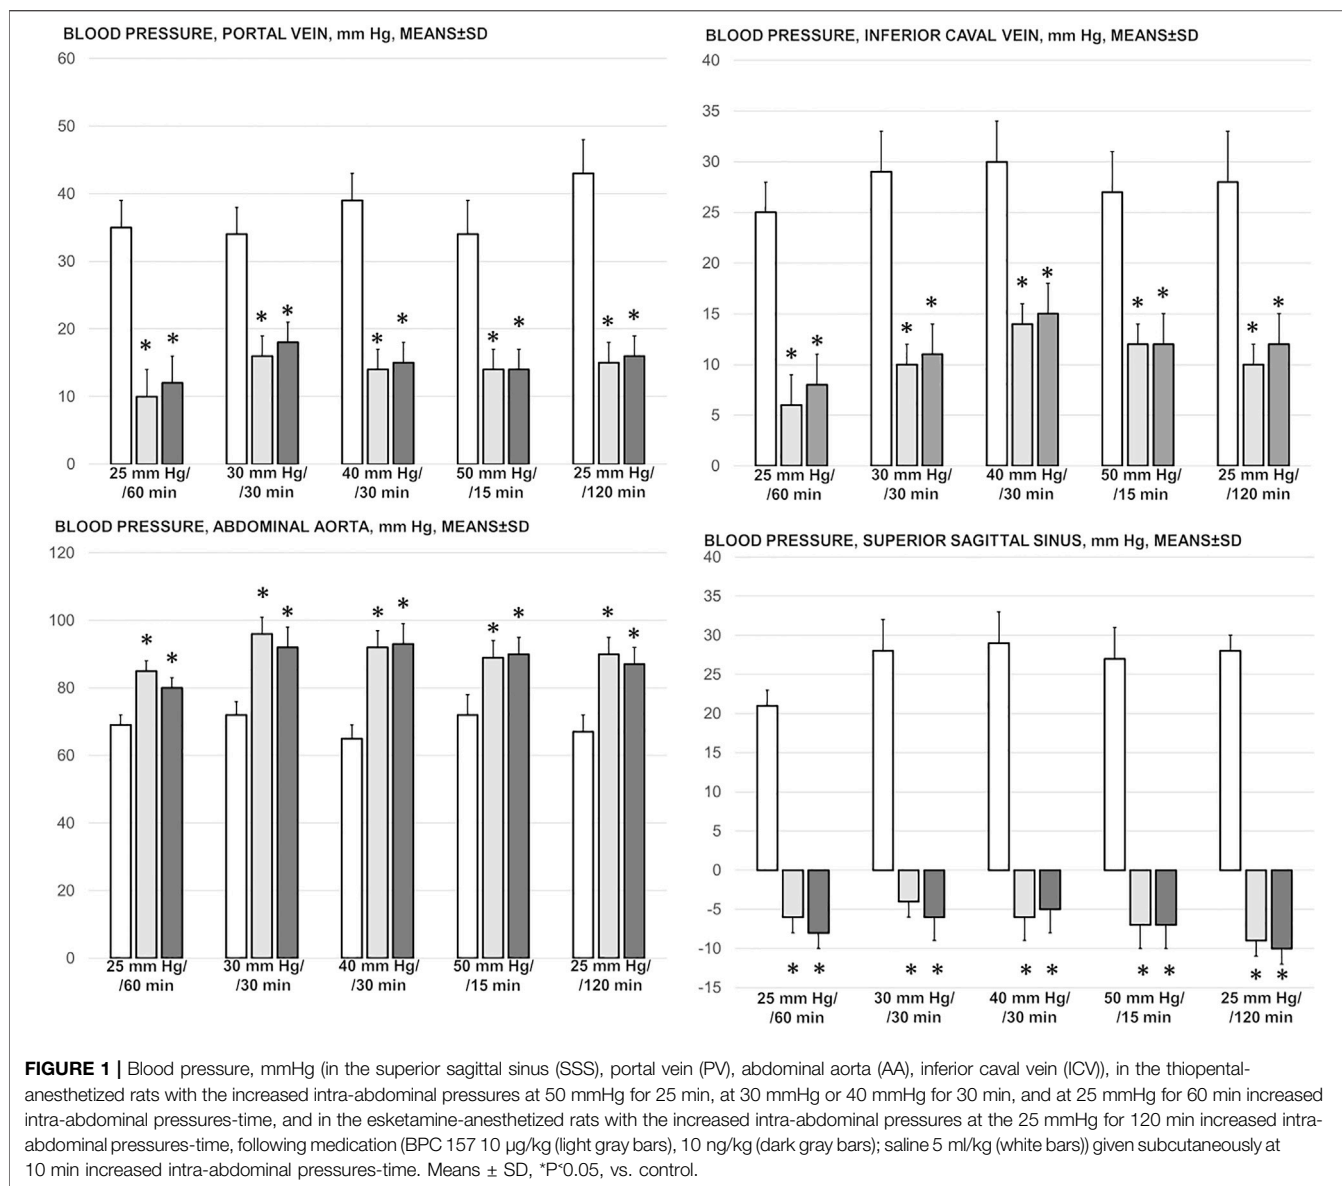 BLOOD PRESSURE, PORTAL VEIN, mm Hg, MEANS±SD
60
50
40
30
20
10
0
* * * * * * * * * *
25 mm Hg/ 30 mm Hg/ 40 mm Hg/ 50 mm Hg/ 25 mm Hg/
/60 min /30 min /30 min /15 min /120 min
BLOOD PRESSURE, INFERIOR CAVAL VEIN, mm Hg, MEANS±SD
40
35
30
25
20
15
10
5
0
* * * * * * * * * *
25 mm Hg/ 30 mm Hg/ 40 mm Hg/ 50 mm Hg/ 25 mm Hg/
/60 min /30 min /30 min /15 min /120 min
BLOOD PRESSURE, ABDOMINAL AORTA, mm Hg, MEANS±SD
120
100
80
60
40
20
0
* * * * * * * * * *
25 mm Hg/ 30 mm Hg/ 40 mm Hg/ 50 mm Hg/ 25 mm Hg/
/60 min /30 min /30 min /15 min /120 min
BLOOD PRESSURE, SUPERIOR SAGITTAL SINUS, mm Hg, MEANS±SD
40
35
30
25
20
15
10
5
0
-5
-10
-15
* * * * * * * * * *
25 mm Hg/ 30 mm Hg/ 40 mm Hg/ 50 mm Hg/ 25 mm Hg/
/60 min /30 min /30 min /15 min /120 min
FIGURE 1 | Blood pressure, mmHg (in the superior sagittal sinus (SSS), portal vein (PV), abdominal aorta (AA), inferior caval vein (ICV)), in the thiopental-
anesthetized rats with the increased intra-abdominal pressures at 50 mmHg for 25 min, at 30 mmHg or 40 mmHg for 30 min, and at 25 mmHg for 60 min increased
intra-abdominal pressures-time, and in the esketamine-anesthetized rats with the increased intra-abdominal pressures at the 25 mmHg for 120 min increased intra-
abdominal pressures-time, following medication (BPC 157 10 µg/kg (light gray bars), 10 ng/kg (dark gray bars); saline 5 ml/kg (white bars)) given subcutaneously at
10 min increased intra-abdominal pressures-time. Means ± SD, *P˂0.05, vs. control.